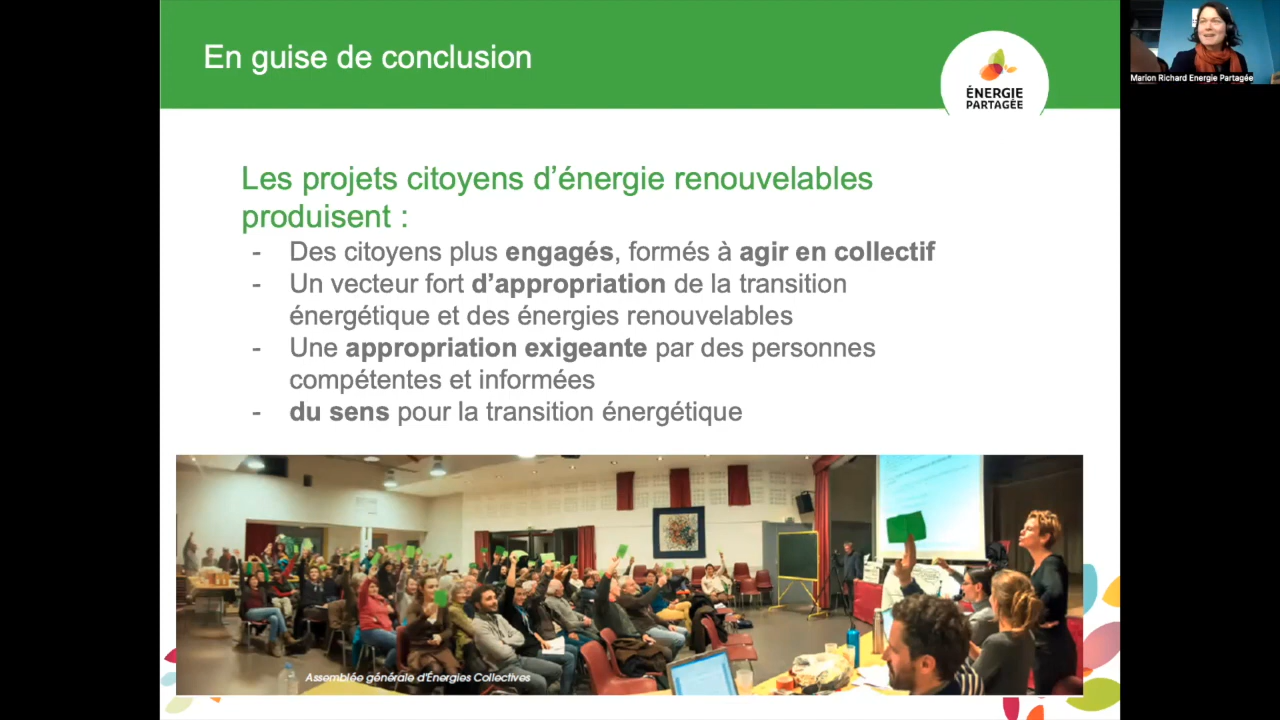 En guise de conclusion
ÉNERGIE
PARTAGÉE
Marion Richard Energie Partagée
Les projets citoyens d’énergie renouvelables
produisent :
- Des citoyens plus engagés, formés à agir en collectif
- Un vecteur fort d’appropriation de la transition
énergétique et des énergies renouvelables
- Une appropriation exigeante par des personnes
compétentes et informées
- du sens pour la transition énergétique
Assemblée générale d'Énergies Collectives